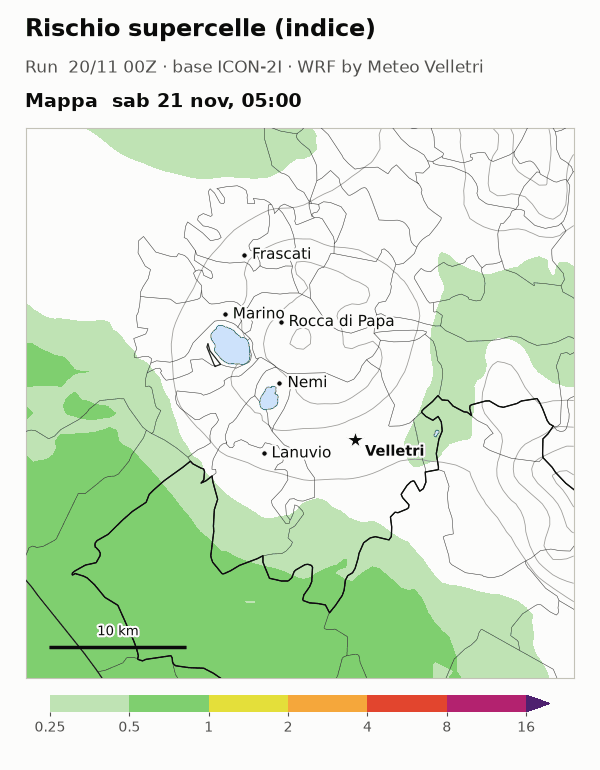 Rischio supercelle (indice)
Run  20/11 00Z · base ICON-2I · WRF by Meteo Velletri
Mappa  sab 21 nov, 05:00
Frascati
Marino
Rocca di Papa
Nemi
Velletri
Lanuvio
10 km
0.25 0.5 1 2 4 8 16